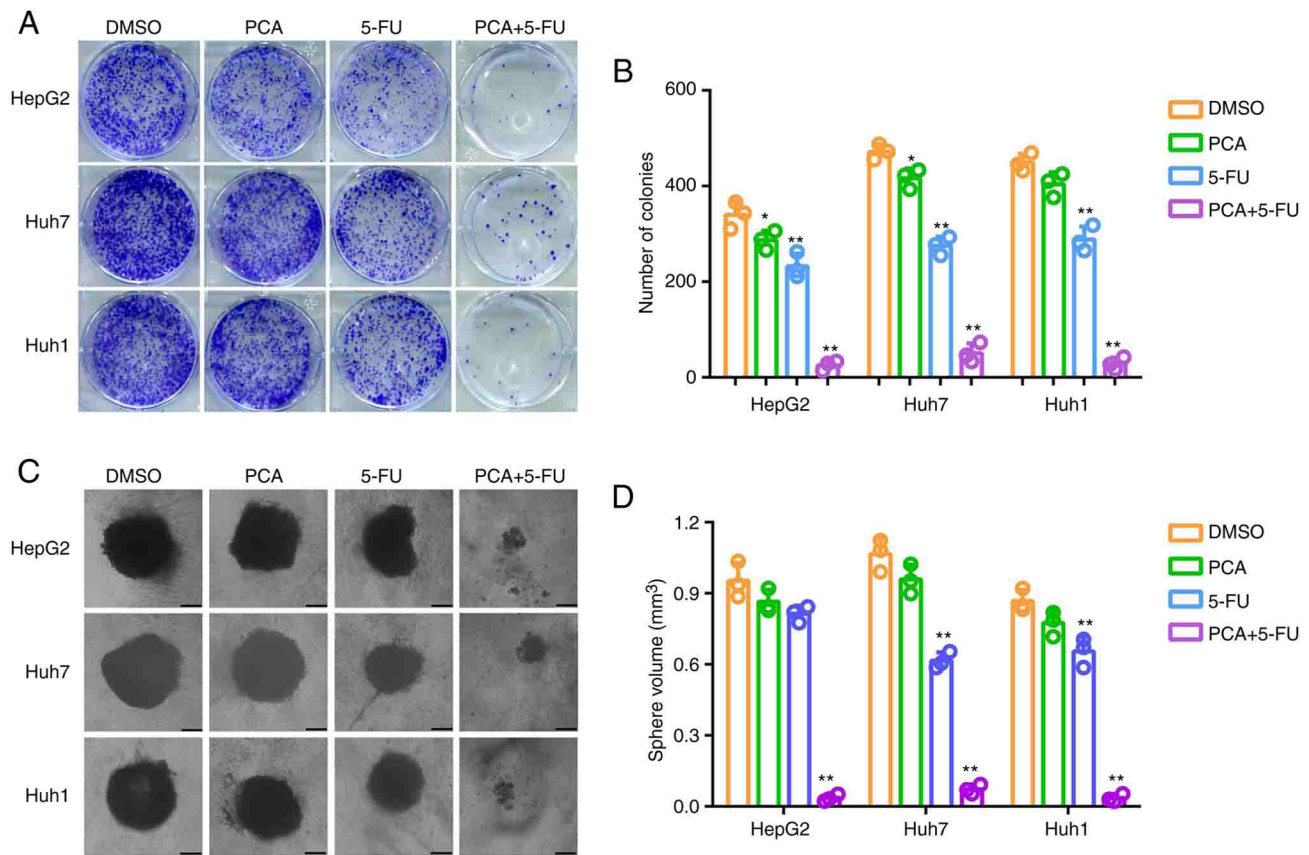 A
DMSO PCA 5-FU PCA+5-FU
HepG2
Huh7
Huh1
B
600
400
200
0
Number of colonies
* ** **
* ** **
** **
HepG2 Huh7 Huh1
DMSO
PCA
5-FU
PCA+5-FU
C
DMSO PCA 5-FU PCA+5-FU
HepG2
Huh7
Huh1
D
1.2
0.9
0.6
0.3
0.0
Sphere volume (mm³)
**
** **
** **
HepG2 Huh7 Huh1
DMSO
PCA
5-FU
PCA+5-FU